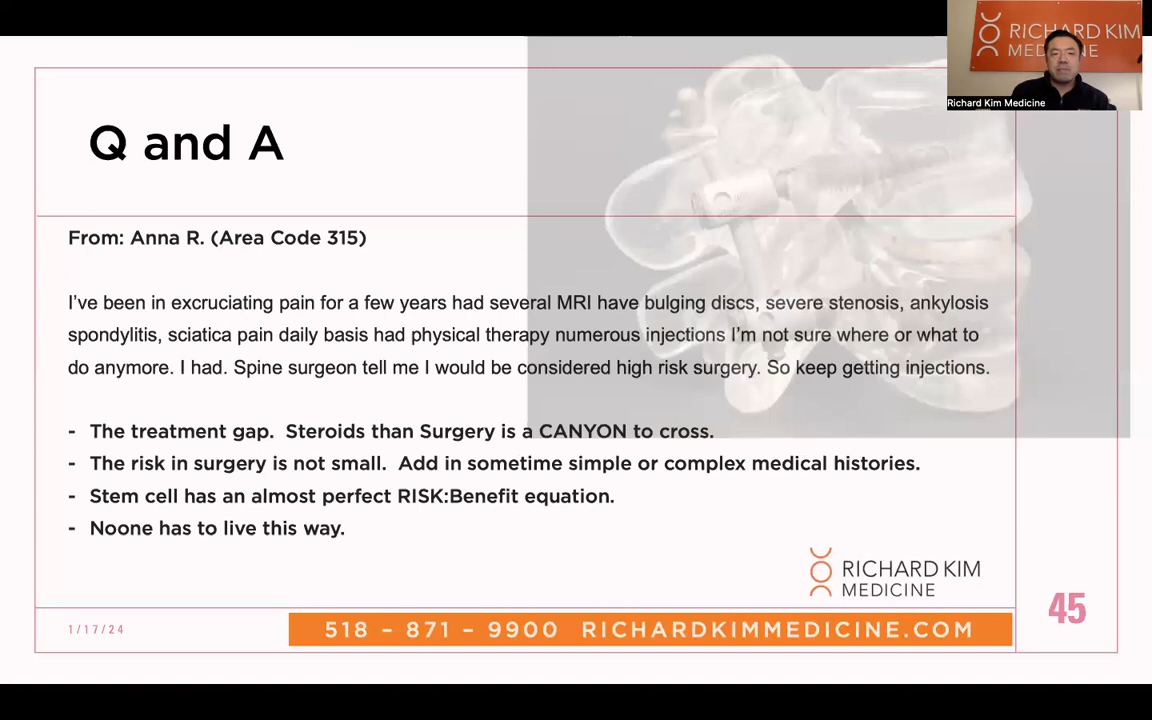 RICHARD KIM
MEDICINE
Richard Kim Medicine
Q and A
From: Anna R. (Area Code 315)
I've been in excruciating pain for a few years had several MRI have bulging discs, severe stenosis, ankylosis
spondylitis, sciatica pain daily basis had physical therapy numerous injections I'm not sure where or what to
do anymore. I had. Spine surgeon tell me I would be considered high risk surgery. So keep getting injections.
- The treatment gap. Steroids than Surgery is a CANYON to cross.
- The risk in surgery is not small. Add in sometime simple or complex medical histories.
- Stem cell has an almost perfect RISK:Benefit equation.
- Noone has to live this way.
RICHARD KIM
MEDICINE
1/17/24
518 - 871 - 9900 RICHARDKIMMEDICINE.COM
45